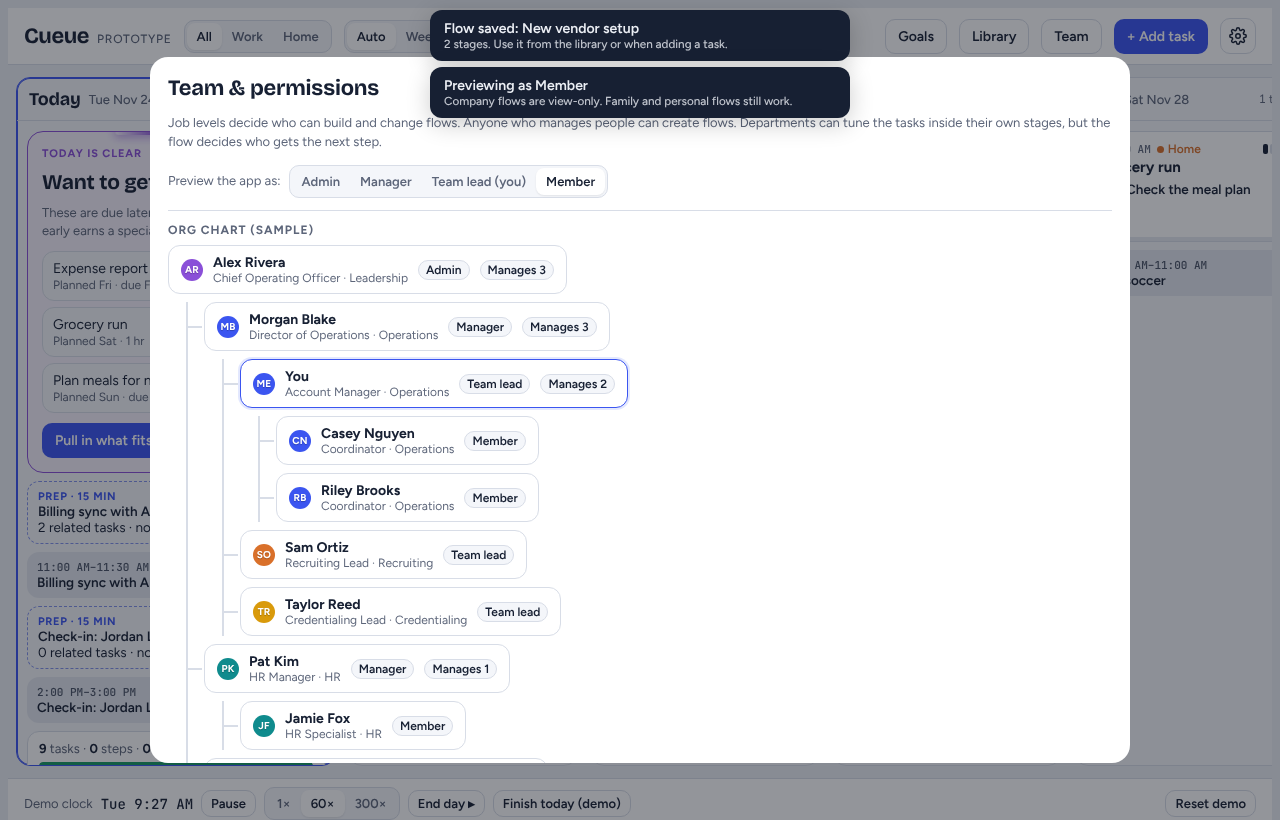 Cueue PROTOTYPE
All Work Home
Auto
Goals
Library
Team
+ Add task
Flow saved: New vendor setup
2 stages. Use it from the library or when adding a task.
Previewing as Member
Company flows are view-only. Family and personal flows still work.
Team & permissions
Job levels decide who can build and change flows. Anyone who manages people can create flows. Departments can tune the tasks inside their own stages, but the
flow decides who gets the next step.
Preview the app as: Admin Manager Team lead (you) Member
ORG CHART (SAMPLE)
AR Alex Rivera
Chief Operating Officer · Leadership
Admin Manages 3
MB Morgan Blake
Director of Operations · Operations
Manager Manages 3
ME You
Account Manager · Operations
Team lead Manages 2
CN Casey Nguyen
Coordinator · Operations
Member
RB Riley Brooks
Coordinator · Operations
Member
SO Sam Ortiz
Recruiting Lead · Recruiting
Team lead
TR Taylor Reed
Credentialing Lead · Credentialing
Team lead
PK Pat Kim
HR Manager · HR
Manager Manages 1
JF Jamie Fox
HR Specialist · HR
Member
Today Tue Nov 24
TODAY IS CLEAR
Want to
These are due
early earns a
Expense report
Planned Fri · due
Grocery run
Planned Sat · 1 hr
Plan meals for
Planned Sun · due
Pull in what fits
PREP · 15 MIN
Billing sync with
2 related tasks ·
11:00 AM–11:30 AM
Billing sync with
PREP · 15 MIN
Check-in: Jordan
0 related tasks ·
2:00 PM–3:00 PM
Check-in: Jordan
9 tasks · 0 steps ·
Sat Nov 28
AM Home
run
Check the meal plan
AM–11:00 AM
occer
Demo clock Tue 9:27 AM Pause 1× 60× 300× End day ▸ Finish today (demo) Reset demo